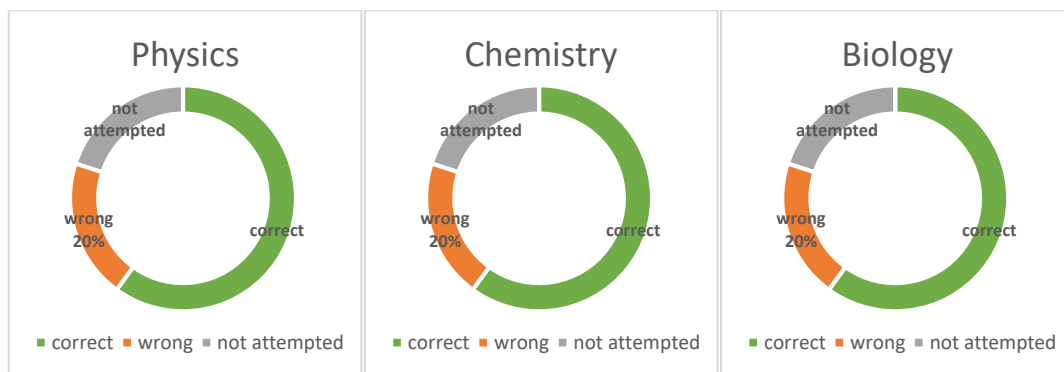 Physics
not
attempted
wrong
20%
correct
correct wrong not attempted
Chemistry
not
attempted
wrong
20%
correct
correct wrong not attempted
Biology
not
attempted
wrong
20%
correct
correct wrong not attempted